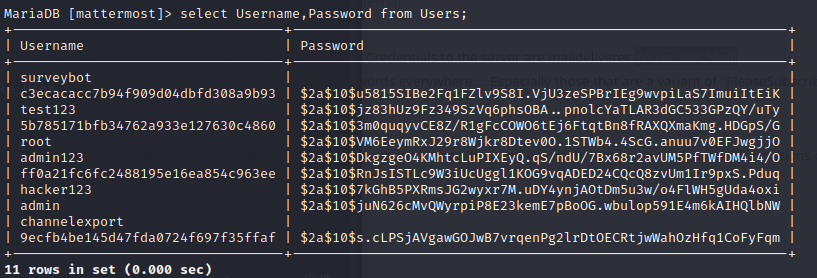 MariaDB [mattermost]> select Username,Password from Users;
| Username | Password |
| surveybot | |
| c3ecacacc7b94f909d04dbfd308a9b93 | $2a$10$u5815SIBe2Fq1FZlv9S8I.VjU3zeSPBrIEg9wvpiLaS7ImuiItEiK |
| test123 | $2a$10$jz83hUz9Fz349SzVq6phsOBA..pnolcYaTLAR3dGC533GPzQY/uTy |
| 5b785171bfb34762a933e127630c4860 | $2a$10$3m0quqyvCE8Z/R1gFcCOWO6tEj6FtqtBn8fRAXQXmaKmg.HDGpS/G |
| root | $2a$10$VM6EeymRxJ29r8Wjkr8Dtev0O.1STWb4.4ScG.anuu7v0EFJwgjjO |
| admin123 | $2a$10$DkgzgeO4KMhtcLuPIXEyQ.qS/ndU/7Bx68r2avUM5PfTWfDM4i4/O |
| ff0a21fc6fc2488195e16ea854c963ee | $2a$10$RnJsISTLc9W3iUcUggl1KOG9vqADED24CQcQ8zvUm1Ir9pxS.Pduq |
| hacker123 | $2a$10$7kGhB5PXRmsJG2wyxr7M.uDY4ynjAOtDm5u3w/o4FlWH5gUda4oxi |
| admin | $2a$10$juN626cMvQWyrpiP8E23kemE7pBoOG.wbulop591E4m6kAIHQlbNW |
| channelexport | |
| 9ecfb4be145d47fda0724f697f35ffaf | $2a$10$s.cLPSjAVgawGOJwB7vrqenPg2lrDtOECRtjwWahOzHfq1CoFyFqm |
11 rows in set (0.000 sec)